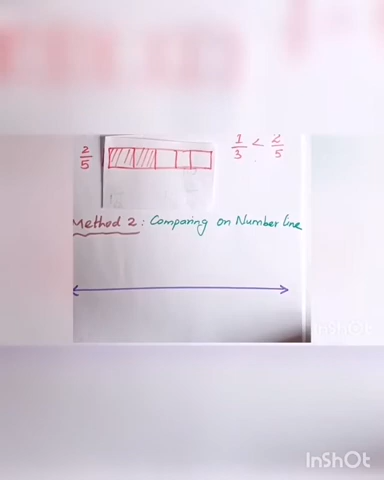 2/5
1/3 < 2/5
Method 2: Comparing on Number line
InShOt
InShOt